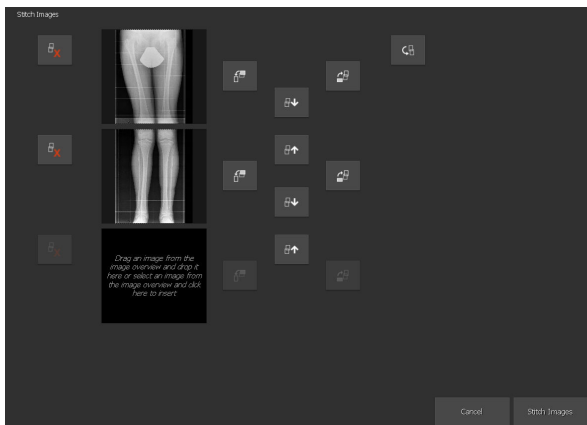 Stitch Images
Drag an image from the
image overview and drop it
here or select an image from
the image overview and click
here to insert
Cancel
Stitch Images